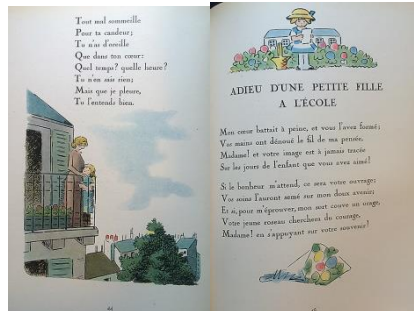 Tout mal sommeille
Pour ta candeur;
Tu n'as d'oreille
Que dans ton cœur:
Quel temps? quelle heure?
Tu n'en sais rien;
Mais que je pleure,
Tu l'entends bien.
ADIEU D'UNE PETITE FILLE
A L'ÉCOLE
Mon cœur battait à peine, et vous l'avez formé;
Vos mains ont dénoué le fil de ma pensée,
Madame! et votre image est à jamais tracée
Sur les jours de l'enfant que vous avez aimé!
Si le bonheur m'attend, ce sera votre ouvrage;
Vos soins l'auront semé sur mon doux avenir;
Et si, pour m'éprouver, mon sort couve un orage,
Votre jeune roseau cherchera du courage,
Madame! en s'appuyant sur votre souvenir!